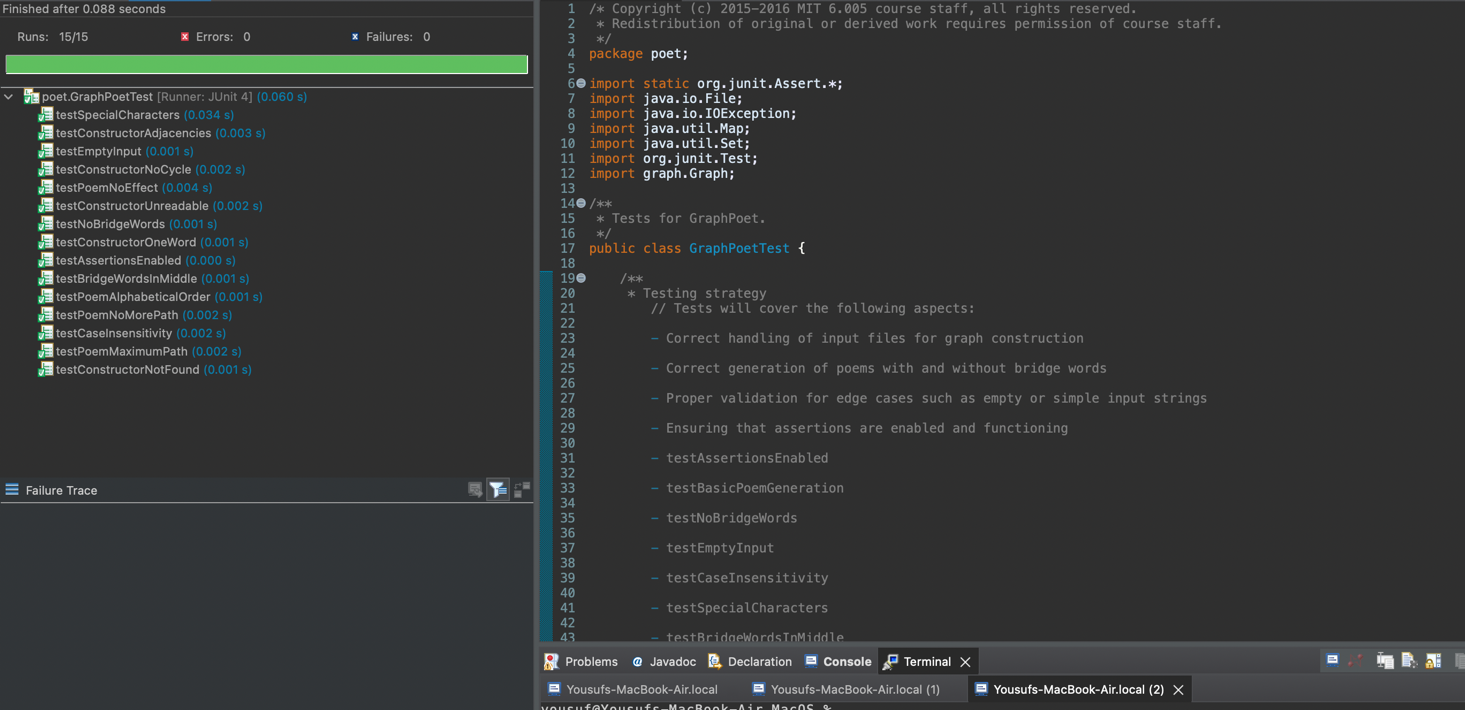 Finished after 0.088 seconds
Runs: 15/15 Errors: 0 Failures: 0
poet.GraphPoetTest [Runner: JUnit 4] (0.060 s)
testSpecialCharacters (0.034 s)
testConstructorAdjacencies (0.003 s)
testEmptyInput (0.001 s)
testConstructorNoCycle (0.002 s)
testPoemNoEffect (0.004 s)
testConstructorUnreadable (0.002 s)
testNoBridgeWords (0.001 s)
testConstructorOneWord (0.001 s)
testAssertionsEnabled (0.000 s)
testBridgeWordsInMiddle (0.001 s)
testPoemAlphabeticalOrder (0.001 s)
testPoemNoMorePath (0.002 s)
testCaseInsensitivity (0.002 s)
testPoemMaximumPath (0.002 s)
testConstructorNotFound (0.001 s)
Failure Trace
1 /* Copyright (c) 2015-2016 MIT 6.005 course staff, all rights reserved.
2 * Redistribution of original or derived work requires permission of course staff.
3 */
4 package poet;
5
6 import static org.junit.Assert.*;
7 import java.io.File;
8 import java.io.IOException;
9 import java.util.Map;
10 import java.util.Set;
11 import org.junit.Test;
12 import graph.Graph;
13
14 /**
15 * Tests for GraphPoet.
16 */
17 public class GraphPoetTest {
18
19 /**
20 * Testing strategy
21 // Tests will cover the following aspects:
22
23 - Correct handling of input files for graph construction
24
25 - Correct generation of poems with and without bridge words
26
27 - Proper validation for edge cases such as empty or simple input strings
28
29 - Ensuring that assertions are enabled and functioning
30
31 - testAssertionsEnabled
32
33 - testBasicPoemGeneration
34
35 - testNoBridgeWords
36
37 - testEmptyInput
38
39 - testCaseInsensitivity
40
41 - testSpecialCharacters
42
43 - testBridgeWordsInMiddle
Problems @ Javadoc Declaration Console Terminal
Yousufs-MacBook-Air.local Yousufs-MacBook-Air.local (1) Yousufs-MacBook-Air.local (2)
yousuf@Yousufs-MacBook-Air MacOS %